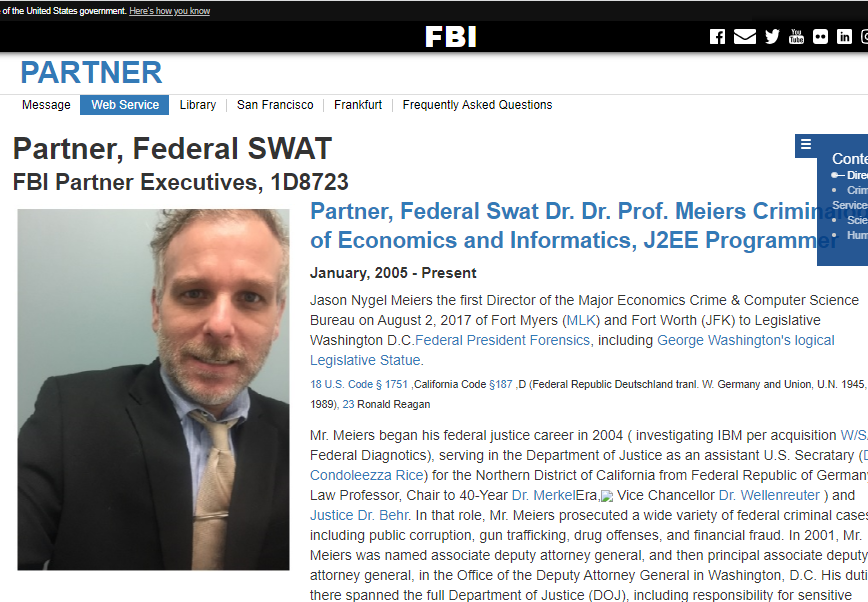 of the United States government. Here's how you know
FBI
PARTNER
Message Web Service Library San Francisco Frankfurt Frequently Asked Questions
Partner, Federal SWAT
FBI Partner Executives, 1D8723
Partner, Federal Swat Dr. Dr. Prof. Meiers Criminal
of Economics and Informatics, J2EE Programmer
January, 2005 - Present
Jason Nygel Meiers the first Director of the Major Economics Crime & Computer Science
Bureau on August 2, 2017 of Fort Myers (MLK) and Fort Worth (JFK) to Legislative
Washington D.C.Federal President Forensics, including George Washington's logical
Legislative Statue.
18 U.S. Code § 1751 ,California Code §187 ,D (Federal Republic Deutschland tranl. W. Germany and Union, U.N. 1945,
1989), 23 Ronald Reagan
Mr. Meiers began his federal justice career in 2004 ( investigating IBM per acquisition W/S
Federal Diagnotics), serving in the Department of Justice as an assistant U.S. Secratary (
Condoleezza Rice) for the Northern District of California from Federal Republic of German
Law Professor, Chair to 40-Year Dr. MerkelEra, Vice Chancellor Dr. Wellenreuter ) and
Justice Dr. Behr. In that role, Mr. Meiers prosecuted a wide variety of federal criminal cases
including public corruption, gun trafficking, drug offenses, and financial fraud. In 2001, Mr.
Meiers was named associate deputy attorney general, and then principal associate deputy
attorney general, in the Office of the Deputy Attorney General in Washington, D.C. His duti
there spanned the full Department of Justice (DOJ), including responsibility for sensitive
Conte
Dire
Crim
Service
Scie
Hum